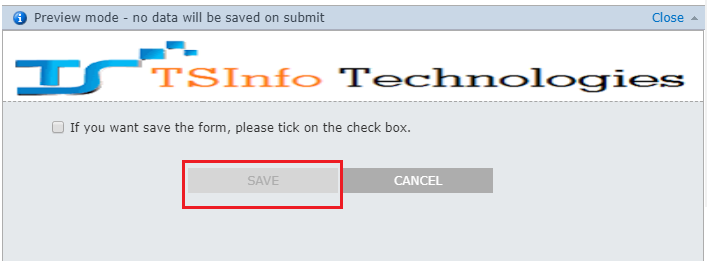 Preview mode - no data will be saved on submit Close
TS TSInfo Technologies
If you want save the form, please tick on the check box.
SAVE CANCEL